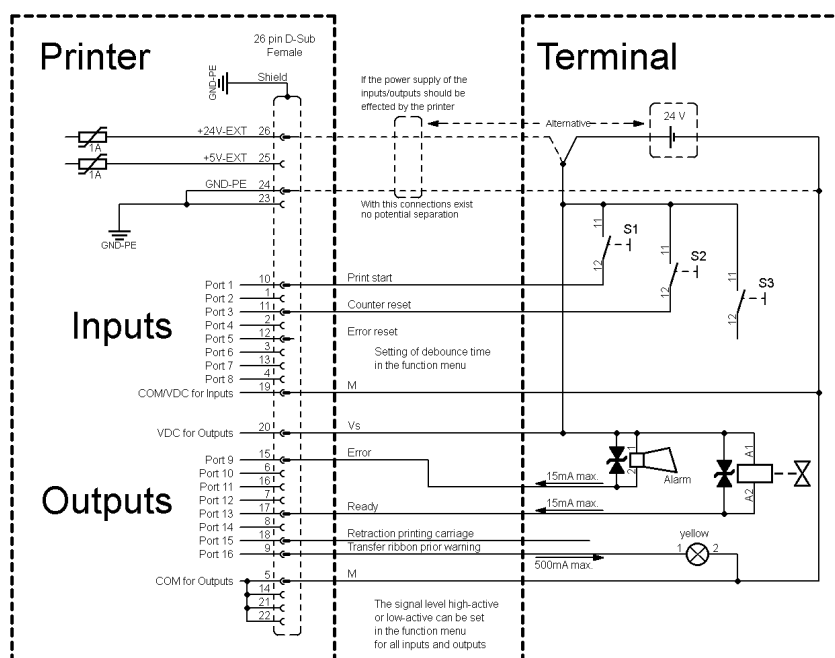 Printer
26 pin D-Sub
Female
Terminal
GND-PE
Shield
If the power supply of the
inputs/outputs should be
effected by the printer
24 V
Alternative
+24V-EXT 26
1A
+5V-EXT 25
1A
GND-PE 24
23
GND-PE
With this connections exist
no potential separation
11
S1
12
11
S2
12
11
S3
12
Inputs
Port 1 10 Print start
Port 2 1
Port 3 11 Counter reset
Port 4 2
Port 5 12 Error reset
Port 6 3
Port 7 13
Port 8 4
COM/VDC for Inputs 19 M
Setting of debounce time
in the function menu
VDC for Outputs 20 Vs
Outputs
Port 9 15 Error
Port 10 6
Port 11 16
Port 12 7
Port 13 17 Ready
Port 14 8
Port 15 18 Retraction printing carriage
Port 16 9 Transfer ribbon prior warning
15mA max.
2 1
Alarm
A1
A2
15mA max.
yellow
1 2
500mA max.
COM for Outputs 5 M
14
21
22
The signal level high-active
or low-active can be set
in the function menu
for all inputs and outputs